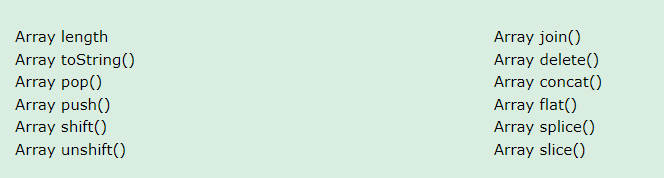 Array length
Array toString()
Array pop()
Array push()
Array shift()
Array unshift()
Array join()
Array delete()
Array concat()
Array flat()
Array splice()
Array slice()